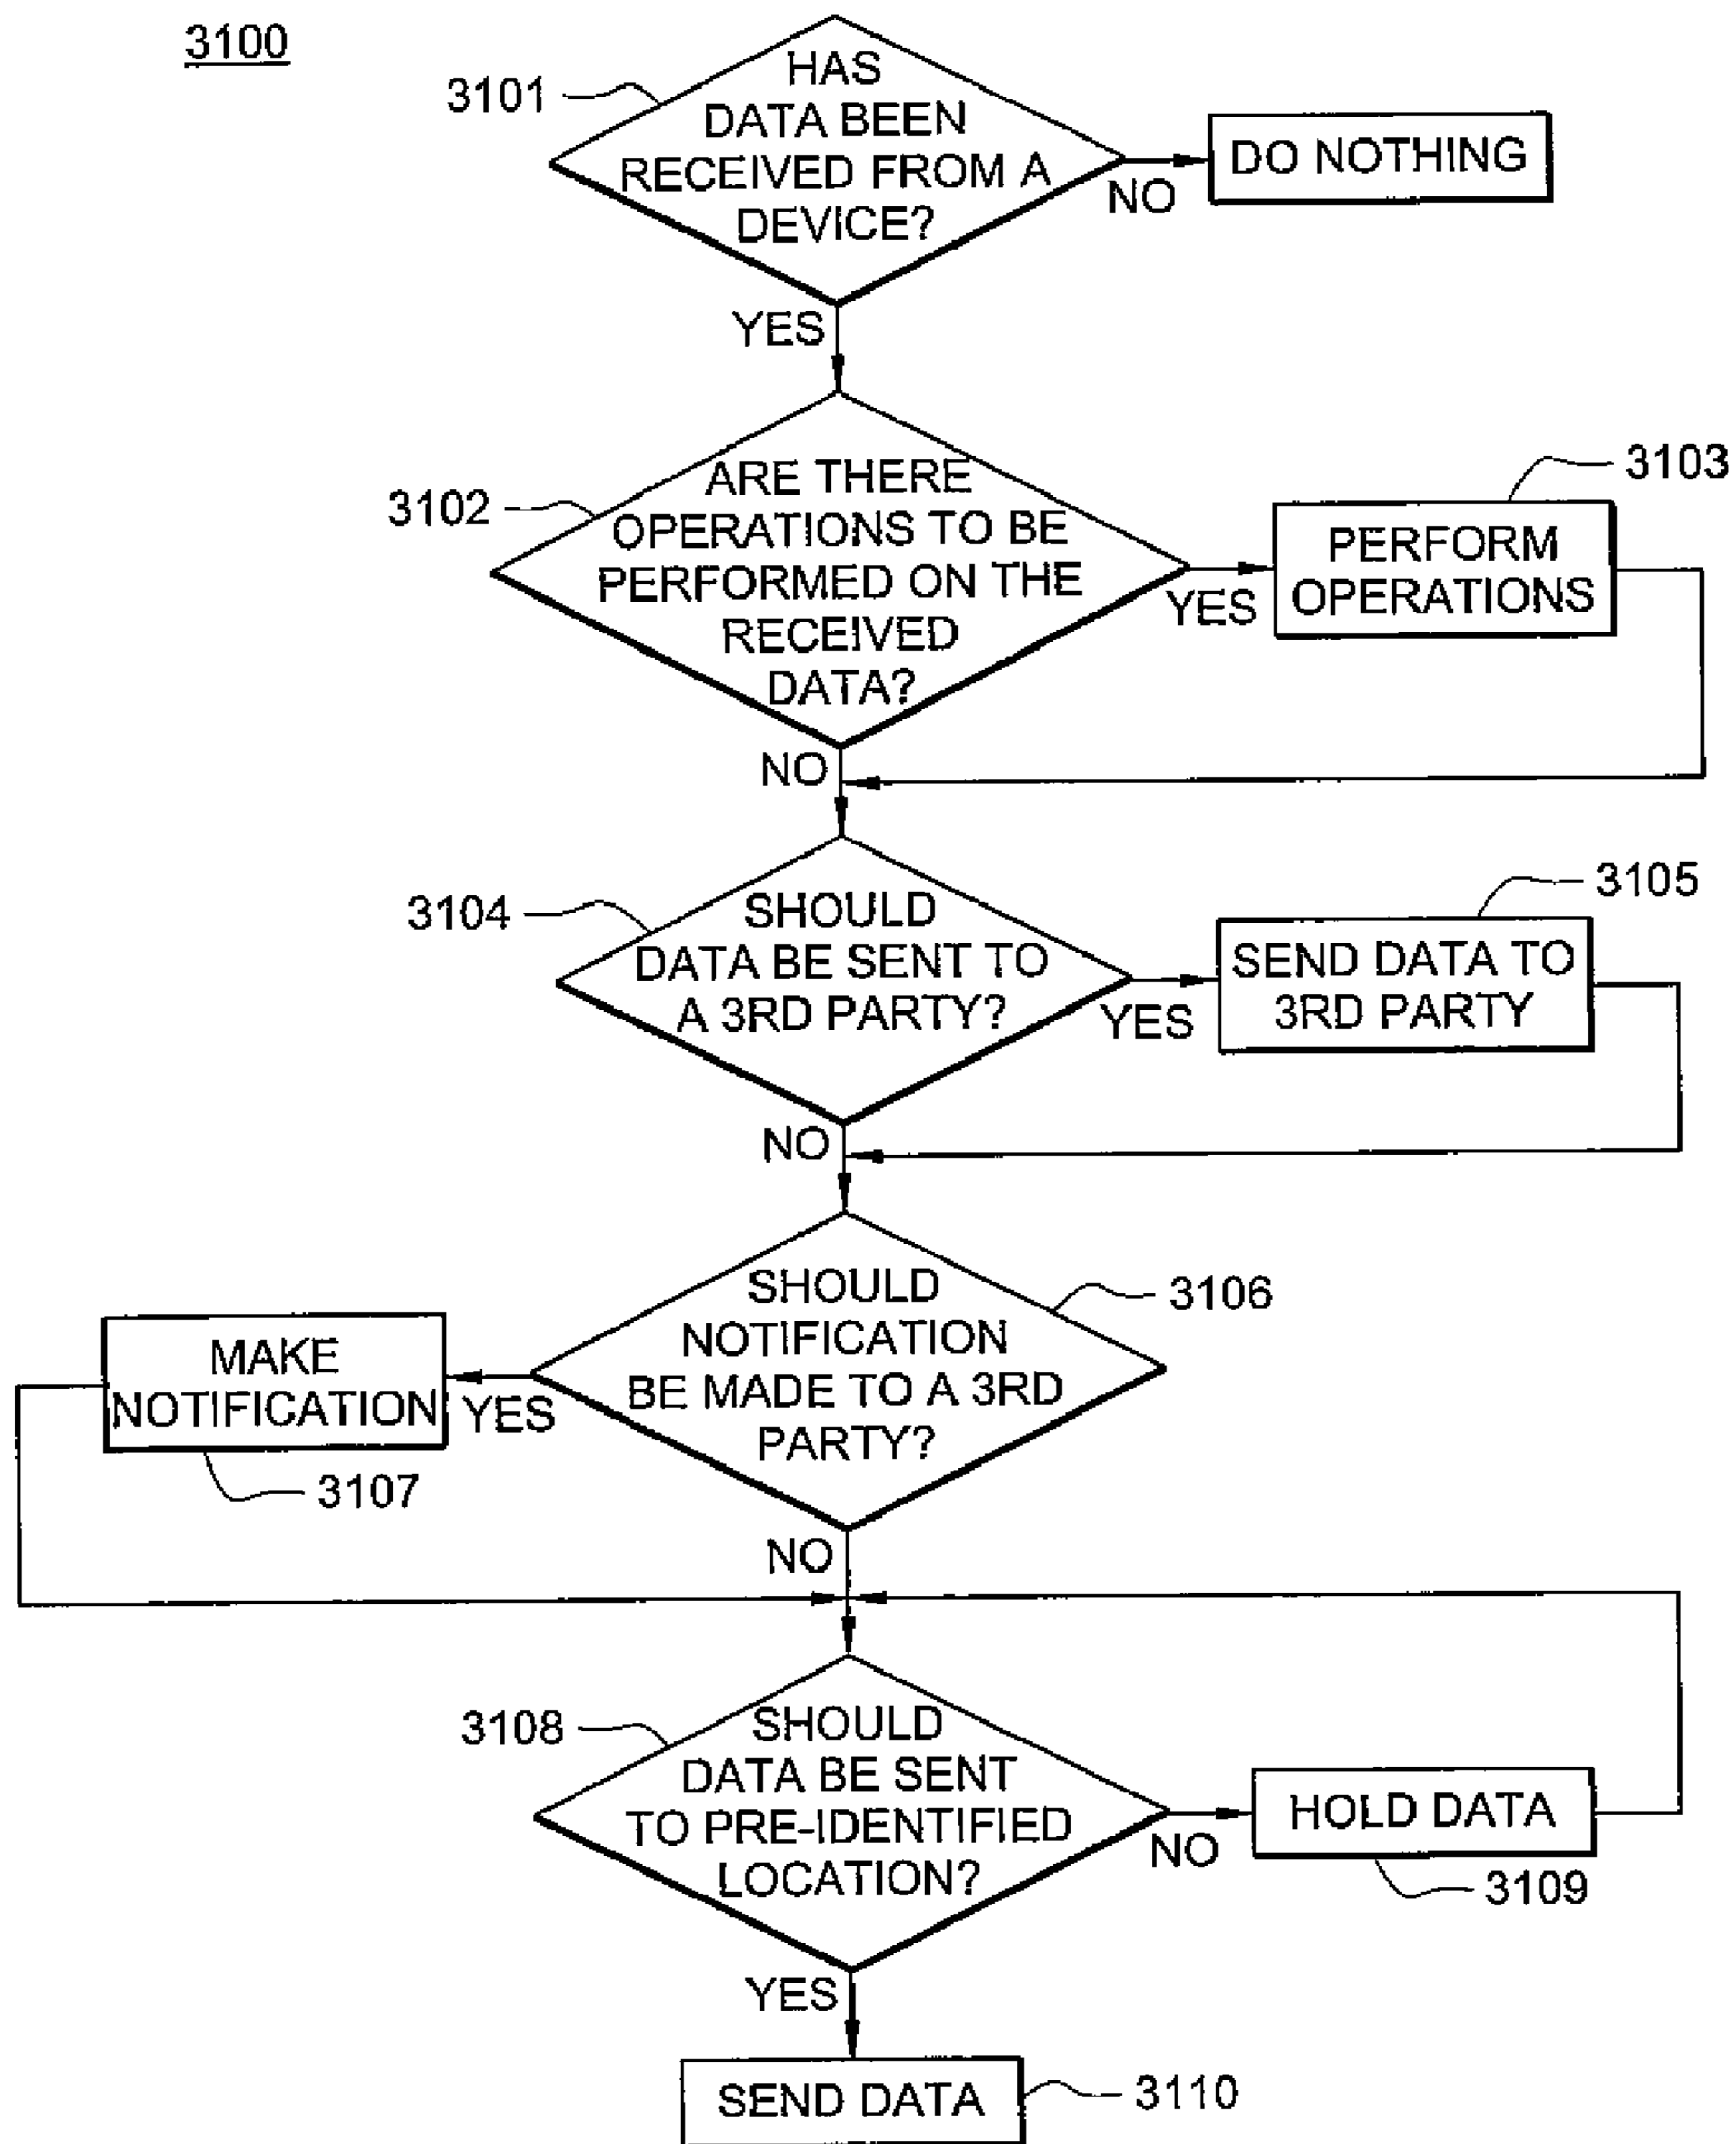 3100
3101
HAS
DATA BEEN
RECEIVED FROM A
DEVICE?
NO
DO NOTHING
YES
3102
ARE THERE
OPERATIONS TO BE
PERFORMED ON THE
RECEIVED
DATA?
YES
3103
PERFORM
OPERATIONS
NO
3104
SHOULD
DATA BE SENT TO
A 3RD PARTY?
YES
3105
SEND DATA TO
3RD PARTY
NO
3106
SHOULD
NOTIFICATION
BE MADE TO A 3RD
PARTY?
YES
MAKE
NOTIFICATION
3107
NO
3108
SHOULD
DATA BE SENT
TO PRE-IDENTIFIED
LOCATION?
NO
HOLD DATA
3109
YES
SEND DATA
3110